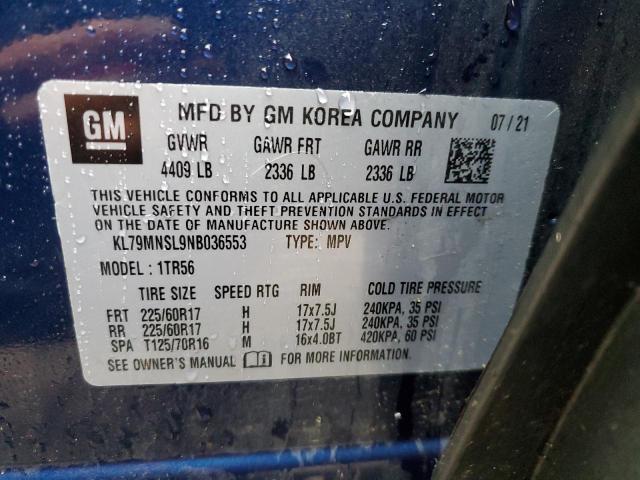 GM
MFD BY GM KOREA COMPANY 07/21
GVWR GAWR FRT GAWR RR
4409 LB 2336 LB 2336 LB
THIS VEHICLE CONFORMS TO ALL APPLICABLE U.S. FEDERAL MOTOR
VEHICLE SAFETY AND THEFT PREVENTION STANDARDS IN EFFECT
ON THE DATE OF MANUFACTURE SHOWN ABOVE.
KL79MNSL9NB036553 TYPE: MPV
MODEL : 1TR56
TIRE SIZE SPEED RTG RIM COLD TIRE PRESSURE
FRT 225/60R17 H 17x7.5J 240KPA, 35 PSI
RR 225/60R17 H 17x7.5J 240KPA, 35 PSI
SPA T125/70R16 M 16x4.0BT 420KPA, 60 PSI
SEE OWNER'S MANUAL FOR MORE INFORMATION.